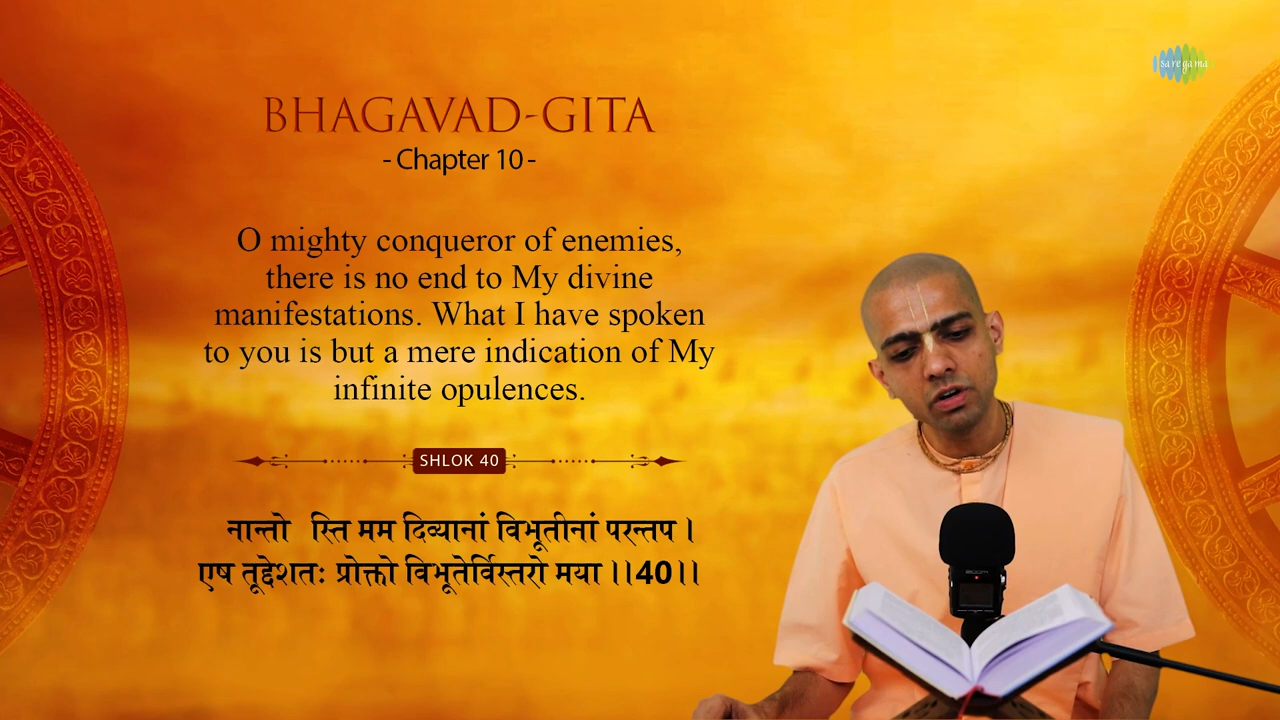 saregama
BHAGAVAD-GITA
- Chapter 10 -
O mighty conqueror of enemies,
there is no end to My divine
manifestations. What I have spoken
to you is but a mere indication of My
infinite opulences.
SHLOK 40
नान्तो स्ति मम दिव्यानां विभूतीनां परन्तप ।
एष तूद्देशतः प्रोक्तो विभूतेर्विस्तरो मया ।।40।।